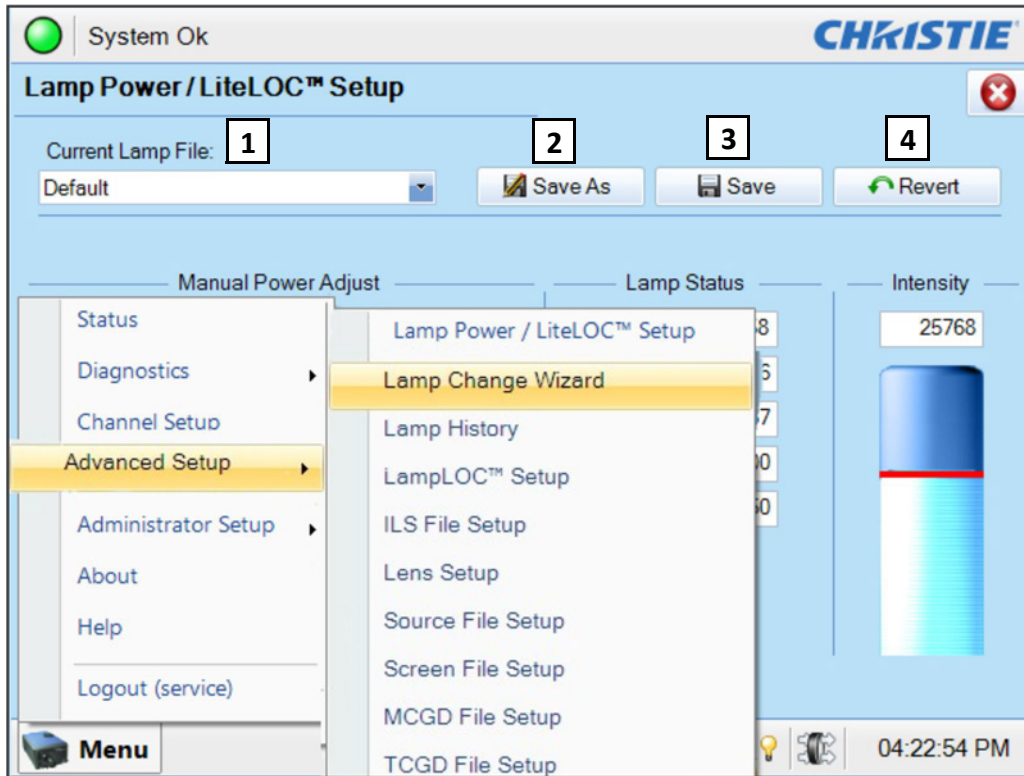 System Ok
CHRISTIE
Lamp Power / LiteLOC™ Setup
Current Lamp File:
1
2
3
4
Default
Save As
Save
Revert
Manual Power Adjust
Lamp Status
Intensity
25768
Status
Diagnostics
Channel Setup
Advanced Setup
Administrator Setup
About
Help
Logout (service)
Lamp Power / LiteLOC™ Setup
Lamp Change Wizard
Lamp History
LampLOC™ Setup
ILS File Setup
Lens Setup
Source File Setup
Screen File Setup
MCGD File Setup
TCGD File Setup
Menu
04:22:54 PM